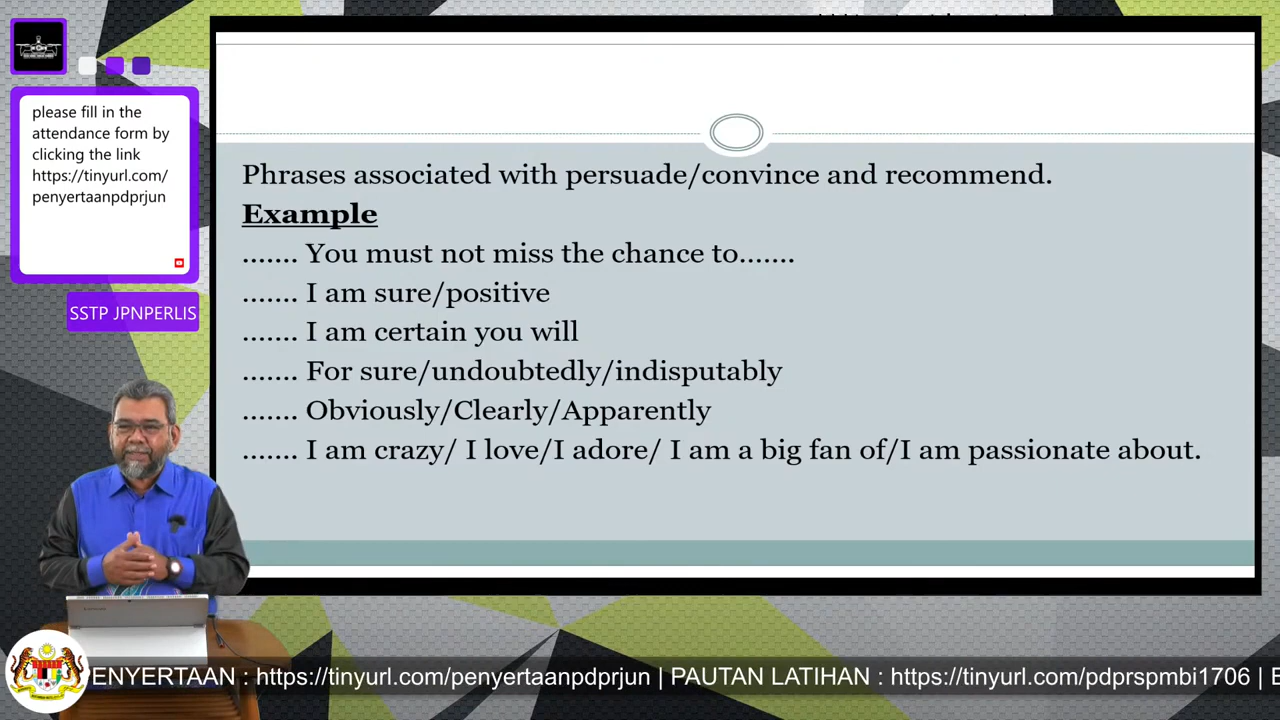 please fill in the
attendance form by
clicking the link
https://tinyurl.com/
penyertaanpdprjun
SSTP JPNPERLIS
Phrases associated with persuade/convince and recommend.
Example
....... You must not miss the chance to.......
....... I am sure/positive
....... I am certain you will
....... For sure/undoubtedly/indisputably
....... Obviously/Clearly/Apparently
....... I am crazy/ I love/I adore/ I am a big fan of/I am passionate about.
ENYERTAAN : https://tinyurl.com/penyertaanpdprjun | PAUTAN LATIHAN : https://tinyurl.com/pdprspmbi1706 | E